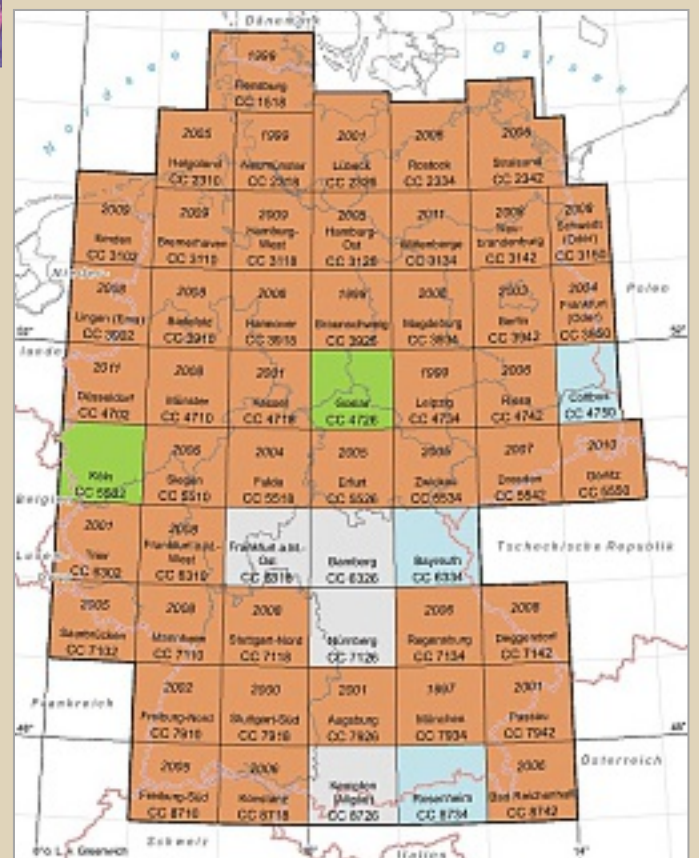 Dänemark
Nordsee
Ostsee
1999
Flensburg
CC 1518
2005
Helgoland
CC 2310
1999
Neumünster
CC 2318
2001
Lübeck
CC 2326
2006
Rostock
CC 2334
Stralsund
CC 2342
2009
Emden
CC 3102
2009
Bremerhaven
CC 3110
2009
Hamburg-
West
CC 3118
2005
Hamburg-
Ost
CC 3126
2011
Wittenberge
CC 3134
Neu-
brandenburg
CC 3142
Schwedt
(Oder)
CC 3150
Polen
Lingen (Ems)
CC 3902
Bielefeld
CC 3910
2006
Hannover
CC 3918
1999
Braunschweig
CC 3926
Magdeburg
CC 3934
2003
Berlin
CC 3942
2004
Frankfurt
(Oder)
CC 3950
52°
lande
2011
Düsseldorf
CC 4702
2008
Münster
CC 4710
2001
Kassel
CC 4718
Goslar
CC 4726
1999
Leipzig
CC 4734
2006
Riesa
CC 4742
Cottbus
CC 4750
Köln
CC 5502
2006
Siegen
CC 5510
2004
Fulda
CC 5518
2005
Erfurt
CC 5526
Zwickau
CC 5534
2007
Dresden
CC 5542
2010
Görlitz
CC 5550
Belgien
2001
Trier
CC 6302
2008
Frankfurt a.M.-
West
CC 6310
Frankfurt a.M.-
Ost
CC 6318
Bamberg
CC 6326
Bayreuth
CC 6334
Tschechische Republik
2005
Saarbrücken
CC 7102
2008
Mannheim
CC 7110
2008
Stuttgart-Nord
CC 7118
Nürnberg
CC 7126
2006
Regensburg
CC 7134
2008
Deggendorf
CC 7142
Frankreich
2002
Freiburg-Nord
CC 7910
2000
Stuttgart-Süd
CC 7918
2001
Augsburg
CC 7926
1997
München
CC 7934
2001
Passau
CC 7942
48°
48°
Österreich
2005
Freiburg-Süd
CC 8710
2006
Konstanz
CC 8718
Kempten
(Allgäu)
CC 8726
Rosenheim
CC 8734
2006
Bad Reichenhall
CC 8742
Greenwich
Schweiz
10°
Italien
14°